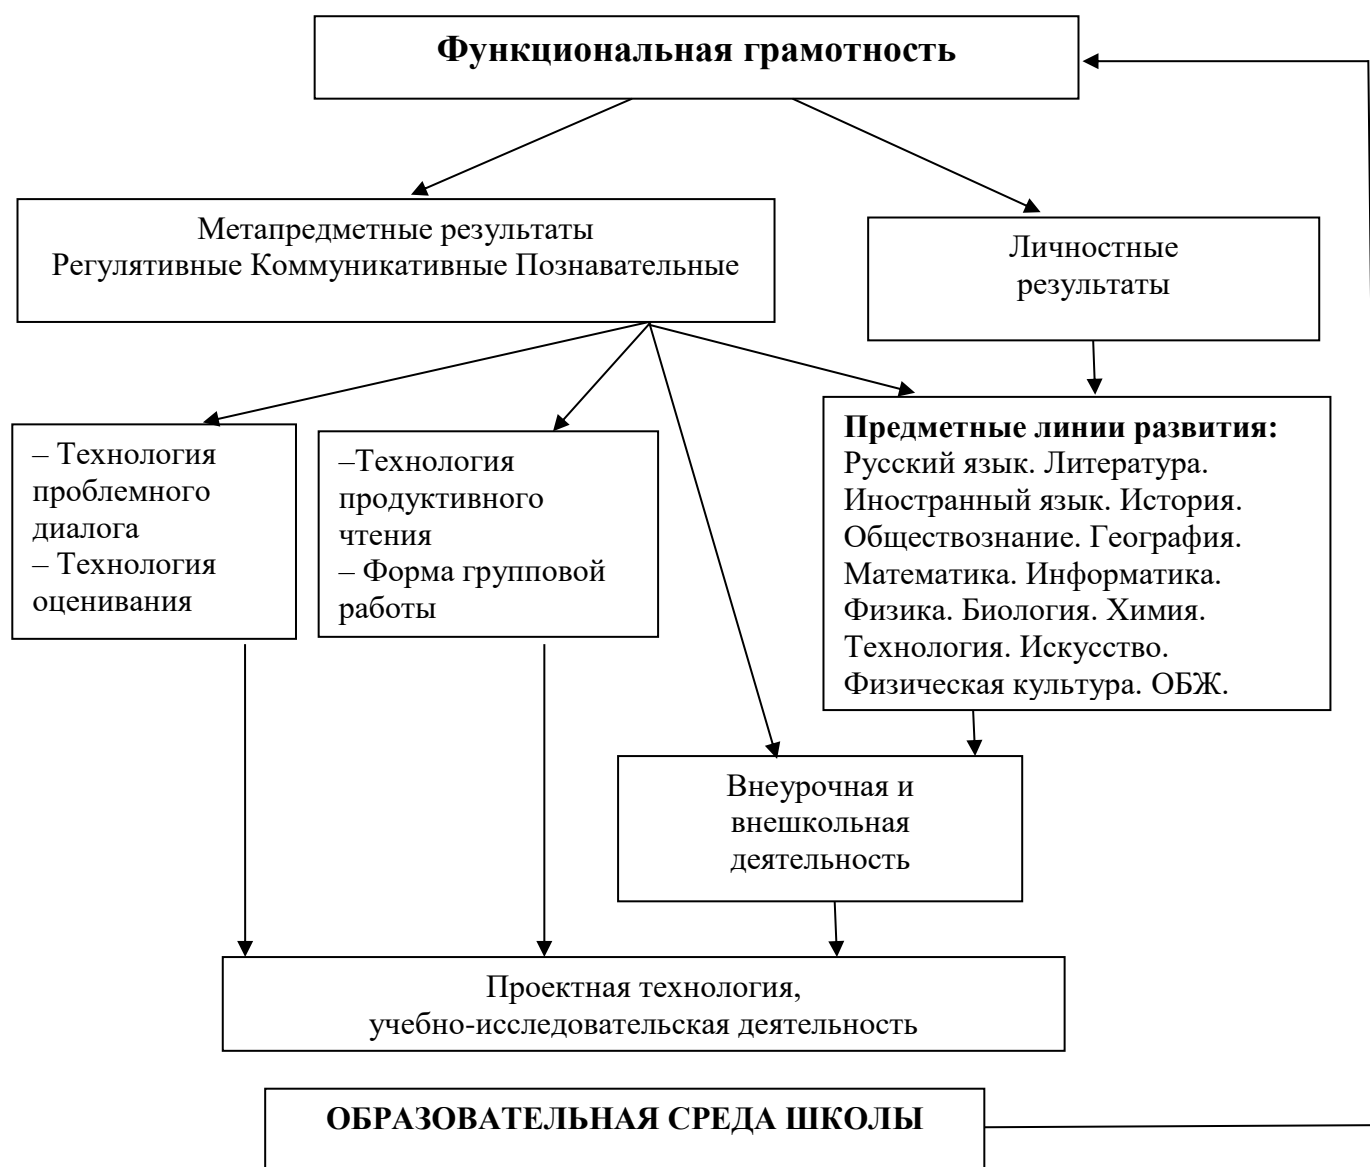 Функциональная грамотность
Метапредметные результаты
Регулятивные Коммуникативные Познавательные
Личностные
результаты
– Технология
проблемного
диалога
– Технология
оценивания
–Технология
продуктивного
чтения
– Форма групповой
работы
Предметные линии развития:
Русский язык. Литература.
Иностранный язык. История.
Обществознание. География.
Математика. Информатика.
Физика. Биология. Химия.
Технология. Искусство.
Физическая культура. ОБЖ.
Внеурочная и
внешкольная
деятельность
Проектная технология,
учебно-исследовательская деятельность
ОБРАЗОВАТЕЛЬНАЯ СРЕДА ШКОЛЫ